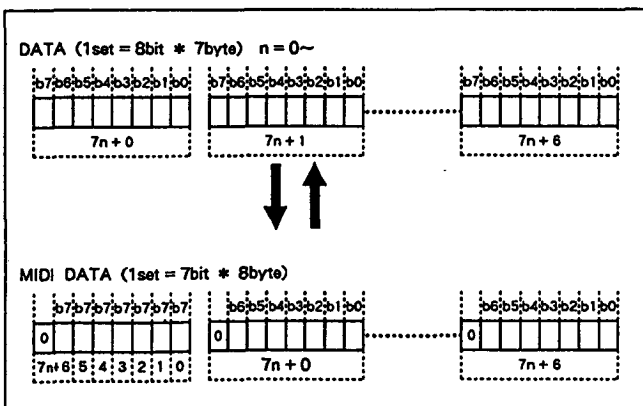 DATA (1set = 8bit * 7byte) n = 0~
b7 b6 b5 b4 b3 b2 b1 b0 b7 b6 b5 b4 b3 b2 b1 b0 b7 b6 b5 b4 b3 b2 b1 b0
7n + 0 7n + 1 7n + 6
MIDI DATA (1set = 7bit * 8byte)
b7 b7 b7 b7 b7 b7 b7 b6 b5 b4 b3 b2 b1 b0 b6 b5 b4 b3 b2 b1 b0
0 0 0
7n+6 5 4 3 2 1 0 7n + 0 7n + 6